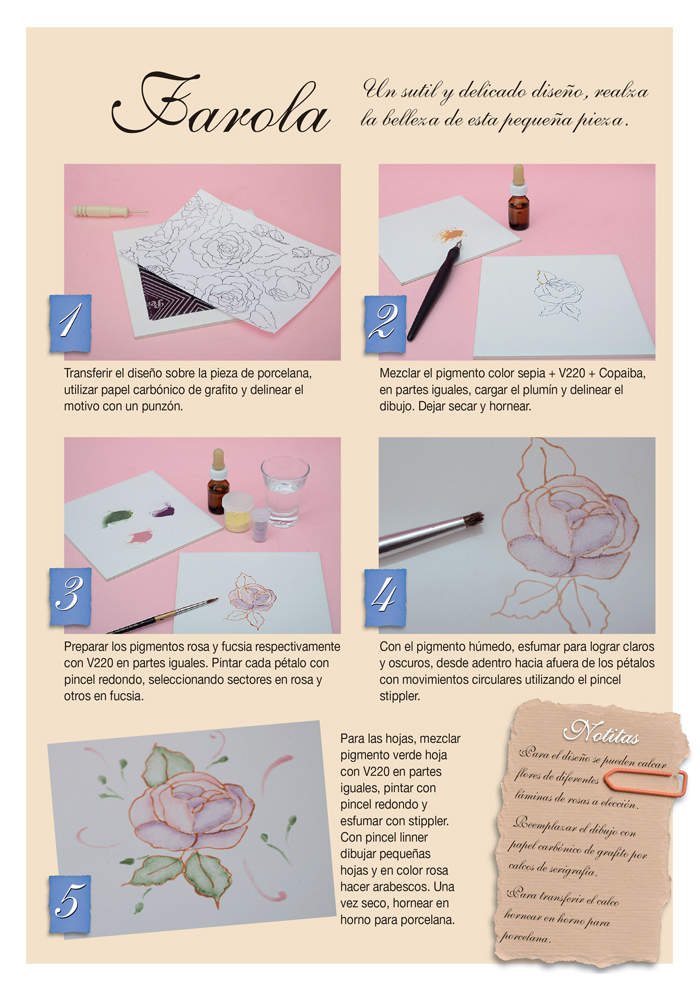 Farola
Un sutil y delicado diseño, realza
la belleza de esta pequeña pieza.
1
Transferir el diseño sobre la pieza de porcelana,
utilizar papel carbónico de grafito y delinear el
motivo con un punzón.
2
Mezclar el pigmento color sepia + V220 + Copaiba,
en partes iguales, cargar el plumín y delinear el
dibujo. Dejar secar y hornear.
3
Preparar los pigmentos rosa y fucsia respectivamente
con V220 en partes iguales. Pintar cada pétalo con
pincel redondo, seleccionando sectores en rosa y
otros en fucsia.
4
Con el pigmento húmedo, esfumar para lograr claros
y oscuros, desde adentro hacia afuera de los pétalos
con movimientos circulares utilizando el pincel
stippler.
5
Para las hojas, mezclar
pigmento verde hoja
con V220 en partes
iguales, pintar con
pincel redondo y
esfumar con stippler.
Con pincel linner
dibujar pequeñas
hojas y en color rosa
hacer arabescos. Una
vez seco, hornear en
horno para porcelana.
Notitas
Para el diseño se pueden calcar
flores de diferentes
láminas de rosas a elección.
Reemplazar el dibujo con
papel carbónico de grafito por
calcos de serigrafía.
Para transferir el calco
hornear en horno para
porcelana.